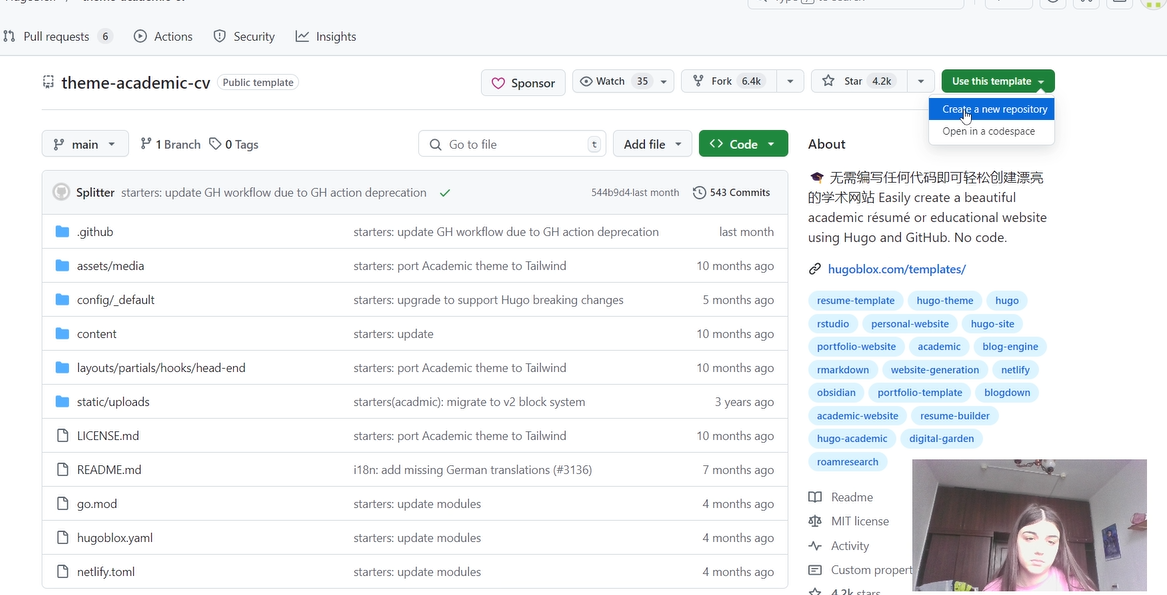 theme-academic-cv
Pull requests 6 Actions Security Insights
theme-academic-cv Public template Sponsor Watch 35 Fork 6.4k Star 4.2k Use this template
Create a new repository
Open in a codespace
main 1 Branch 0 Tags Go to file t Add file Code
About
Splitter starters: update GH workflow due to GH action deprecation 544b9d4·last month 543 Commits
🎓 无需编写任何代码即可轻松创建漂亮
的学术网站 Easily create a beautiful
academic résumé or educational website
using Hugo and GitHub. No code.
.github starters: update GH workflow due to GH action deprecation last month
assets/media starters: port Academic theme to Tailwind 10 months ago
config/_default starters: upgrade to support Hugo breaking changes 5 months ago
content starters: update 10 months ago
layouts/partials/hooks/head-end starters: port Academic theme to Tailwind 10 months ago
static/uploads starters(acadmic): migrate to v2 block system 3 years ago
LICENSE.md starters: port Academic theme to Tailwind 10 months ago
README.md i18n: add missing German translations (#3136) 7 months ago
go.mod starters: update modules 4 months ago
hugoblox.yaml starters: update modules 4 months ago
netlify.toml starters: update modules 4 months ago
hugoblox.com/templates/
resume-template hugo-theme hugo
rstudio personal-website hugo-site
portfolio-website academic blog-engine
rmarkdown website-generation netlify
obsidian portfolio-template blogdown
academic-website resume-builder
hugo-academic digital-garden
roamresearch
Readme
MIT license
Activity
Custom propert
4.2k stars